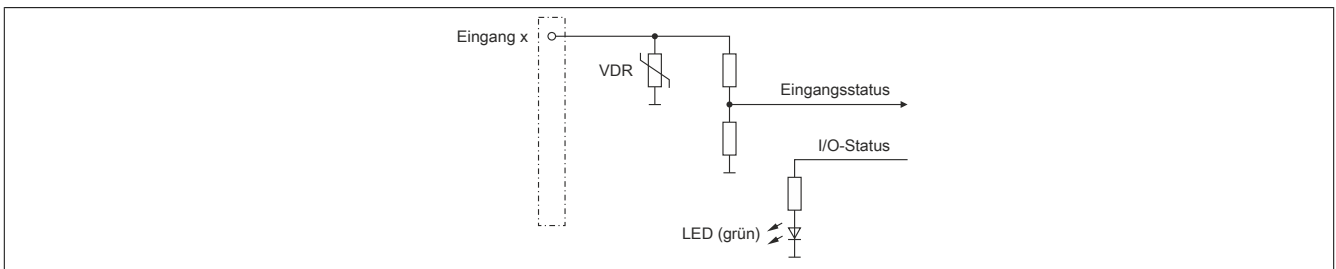 Eingang x
VDR
Eingangsstatus
I/O-Status
LED (grün)